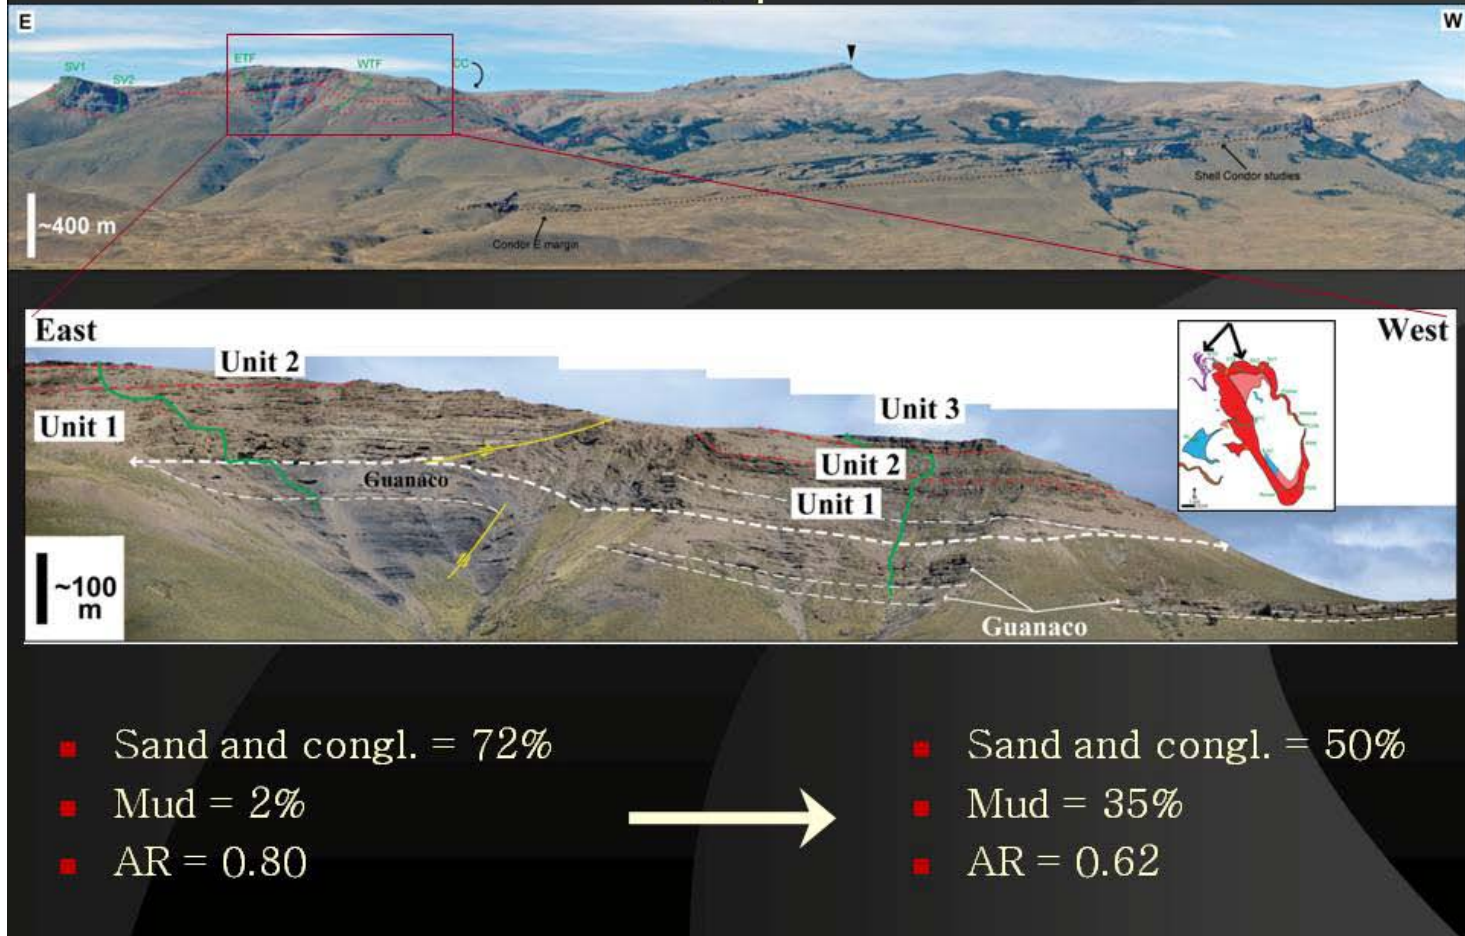 E
W
SV1
SV2
ETF
WTF
CC
~400 m
Condor E margin
Shell Condor studies
East
West
Unit 2
Unit 1
Guanaco
Unit 3
Unit 2
Unit 1
~100
m
Guanaco
Sand and congl. = 72%
Mud = 2%
AR = 0.80
Sand and congl. = 50%
Mud = 35%
AR = 0.62